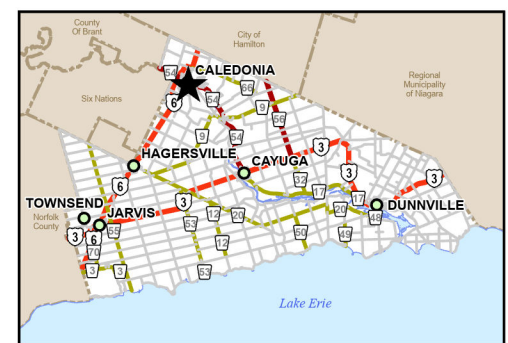 County
Of Brant
City of
Hamilton
54
CALEDONIA
Regional
Municipality
of Niagara
Six Nations
6
54
66
9
56
9
54
3
HAGERSVILLE
CAYUGA
3
3
6
32
17
17
TOWNSEND
3
DUNNVILLE
Norfolk
County
JARVIS
12
20
20
48
3
6
55
53
50
49
70
12
3
3
53
Lake Erie